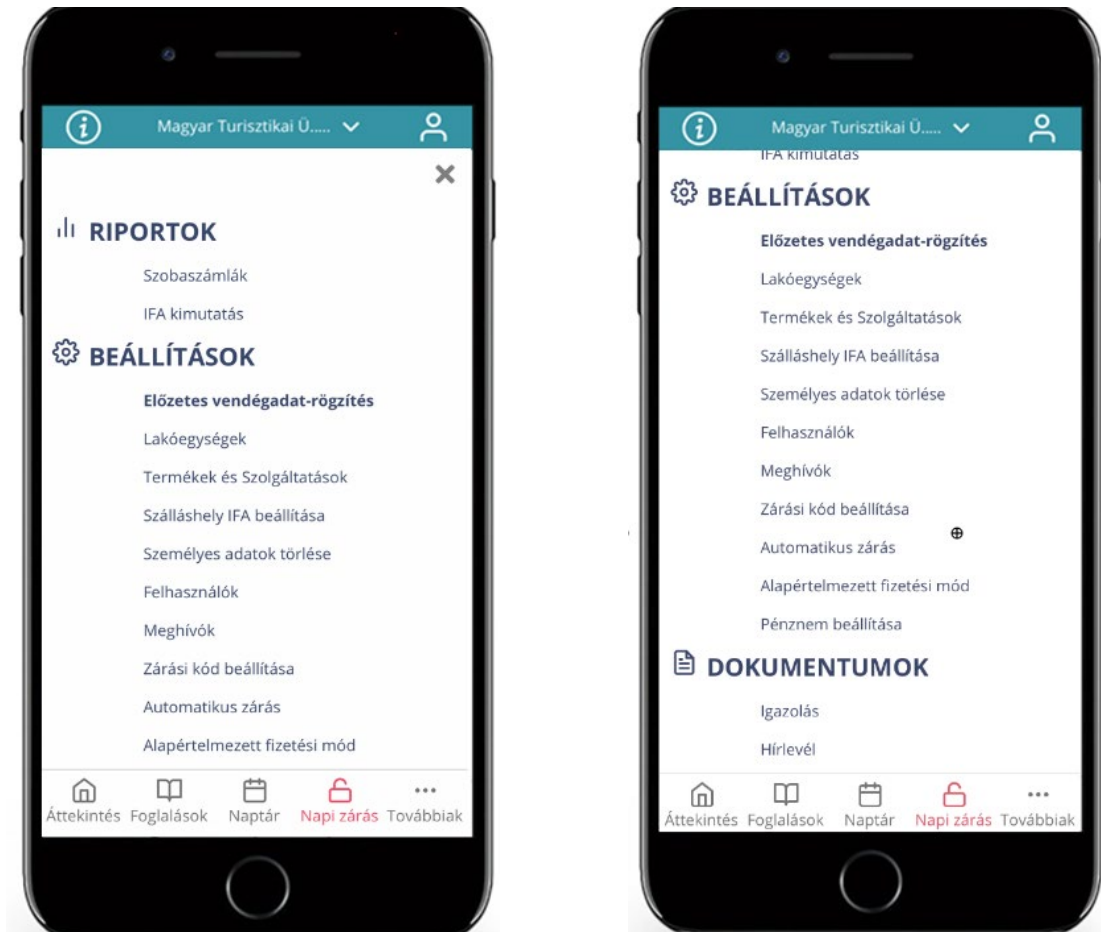 Magyar Turisztikai Ü.....
RIPORTOK
Szobaszámlák
IFA kimutatás
BEÁLLÍTÁSOK
Előzetes vendégadat-rögzítés
Lakóegységek
Termékek és Szolgáltatások
Szálláshely IFA beállítása
Személyes adatok törlése
Felhasználók
Meghívók
Zárási kód beállítása
Automatikus zárás
Alapértelmezett fizetési mód
Áttekintés Foglalások Naptár Napi zárás Továbbiak
Magyar Turisztikai Ü.....
IFA kimutatás
BEÁLLÍTÁSOK
Előzetes vendégadat-rögzítés
Lakóegységek
Termékek és Szolgáltatások
Szálláshely IFA beállítása
Személyes adatok törlése
Felhasználók
Meghívók
Zárási kód beállítása
Automatikus zárás
Alapértelmezett fizetési mód
Pénznem beállítása
DOKUMENTUMOK
Igazolás
Hírlevél
Áttekintés Foglalások Naptár Napi zárás Továbbiak